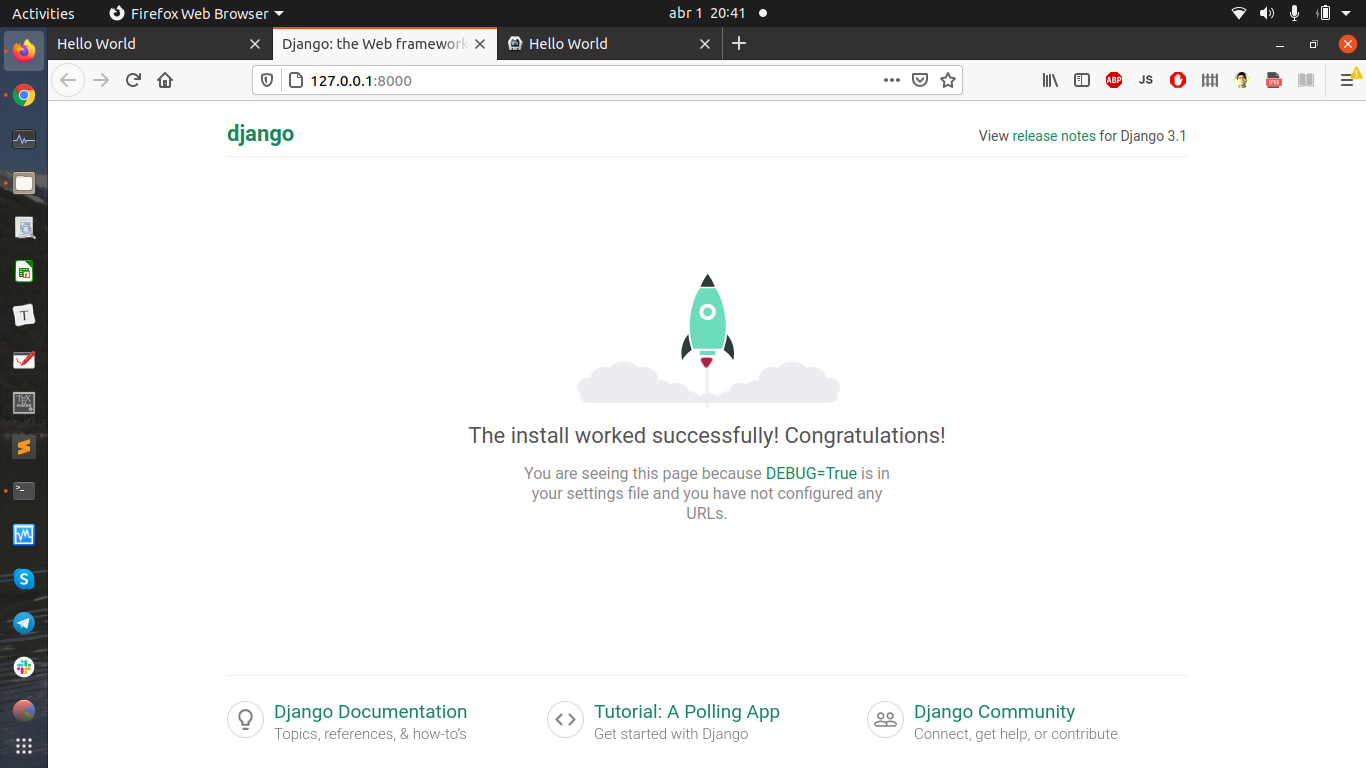 Activities
Firefox Web Browser
abr 1 20:41
Hello World
Django: the Web framework
Hello World
127.0.0.1:8000
ABP
JS
django
View release notes for Django 3.1
The install worked successfully! Congratulations!
You are seeing this page because DEBUG=True is in
your settings file and you have not configured any
URLs.
Django Documentation
Topics, references, & how-to's
Tutorial: A Polling App
Get started with Django
Django Community
Connect, get help, or contribute